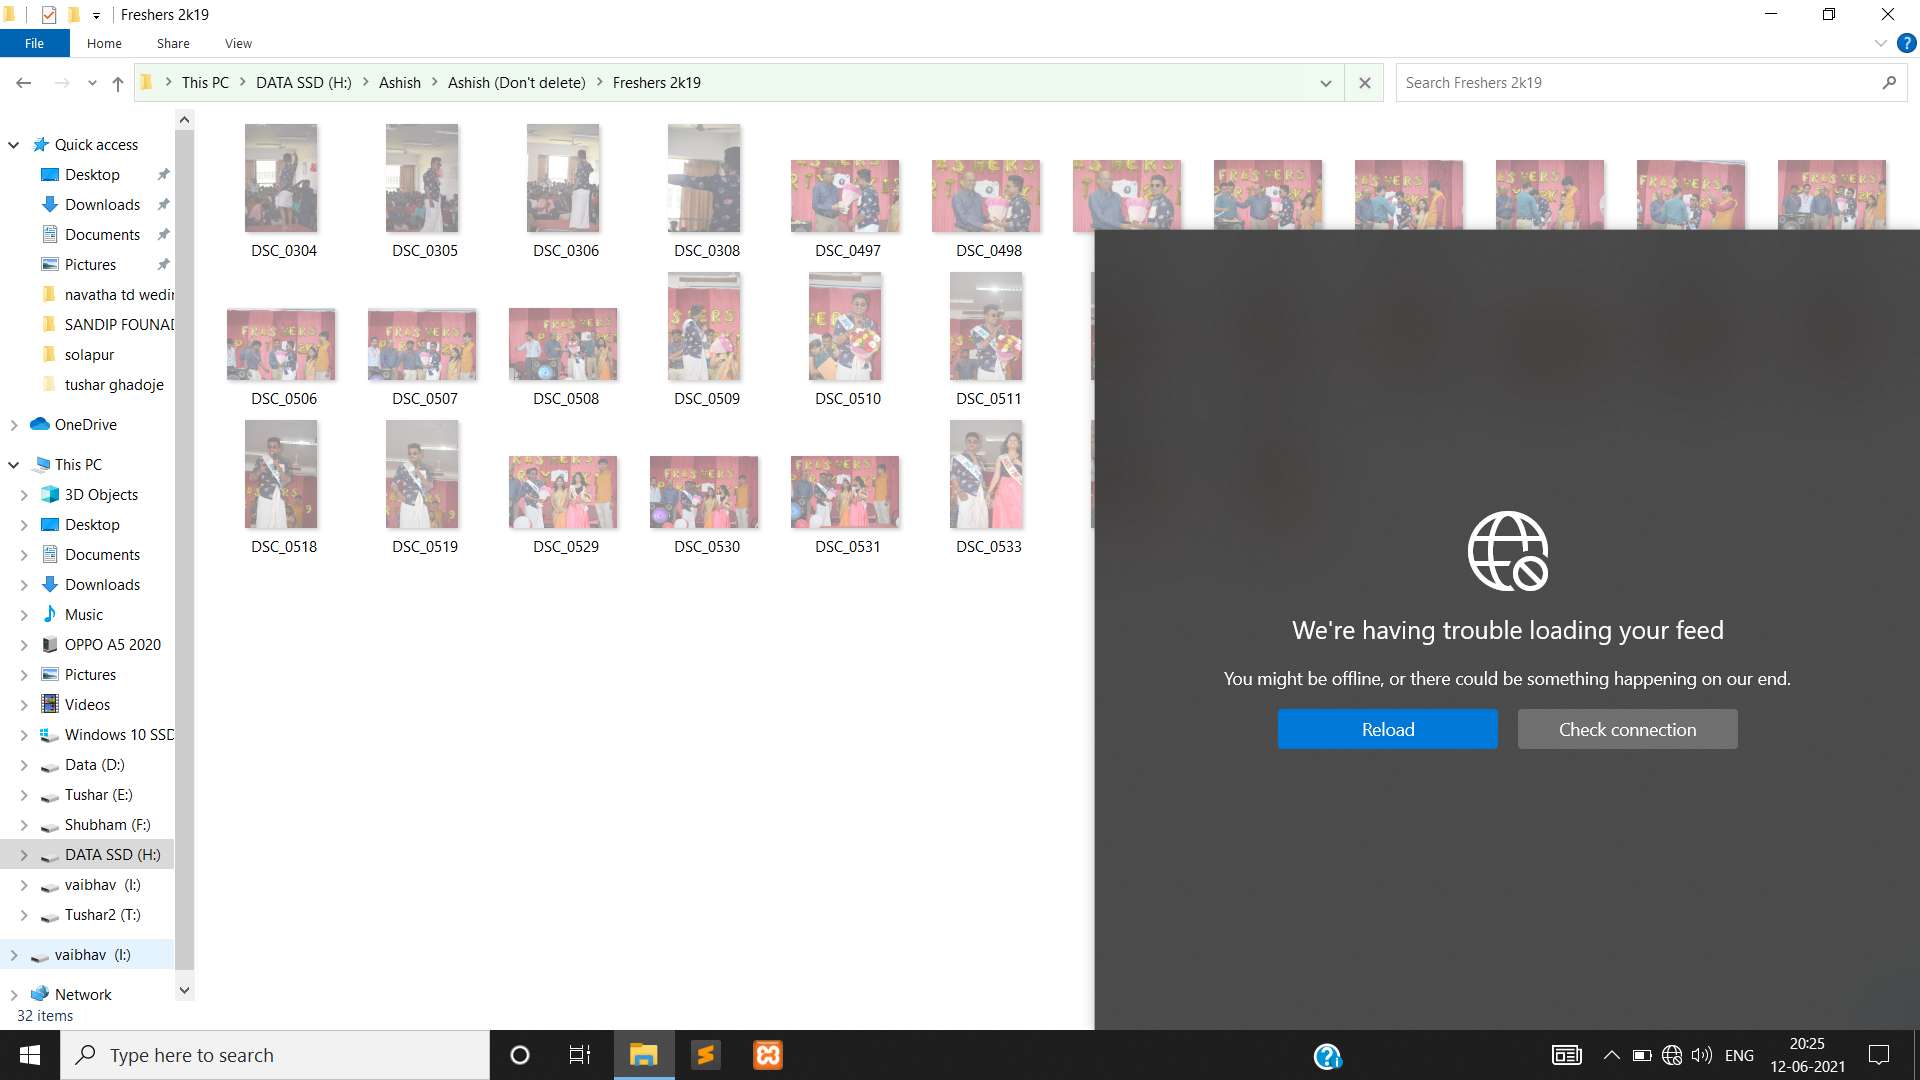 Freshers 2k19
File Home Share View
This PC DATA SSD (H:) Ashish Ashish (Don't delete) Freshers 2k19
Search Freshers 2k19
Quick access
Desktop
Downloads
Documents
Pictures
navatha td wedin
SANDIP FOUNAD
solapur
tushar ghadoje
OneDrive
This PC
3D Objects
Desktop
Documents
Downloads
Music
OPPO A5 2020
Pictures
Videos
Windows 10 SSD
Data (D:)
Tushar (E:)
Shubham (F:)
DATA SSD (H:)
vaibhav (I:)
Tushar2 (T:)
vaibhav (I:)
Network
32 items
DSC_0304 DSC_0305 DSC_0306 DSC_0308 DSC_0497 DSC_0498
DSC_0506 DSC_0507 DSC_0508 DSC_0509 DSC_0510 DSC_0511
DSC_0518 DSC_0519 DSC_0529 DSC_0530 DSC_0531 DSC_0533
We're having trouble loading your feed
You might be offline, or there could be something happening on our end.
Reload Check connection
Type here to search
ENG
20:25
12-06-2021